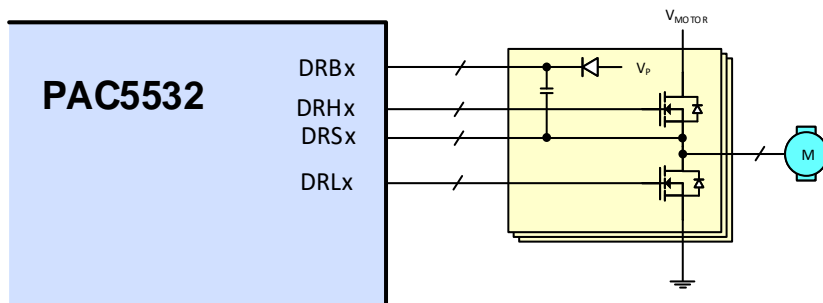 V_MOTOR
PAC5532
DRBx
V_P
DRHx
DRSx
DRLx
M